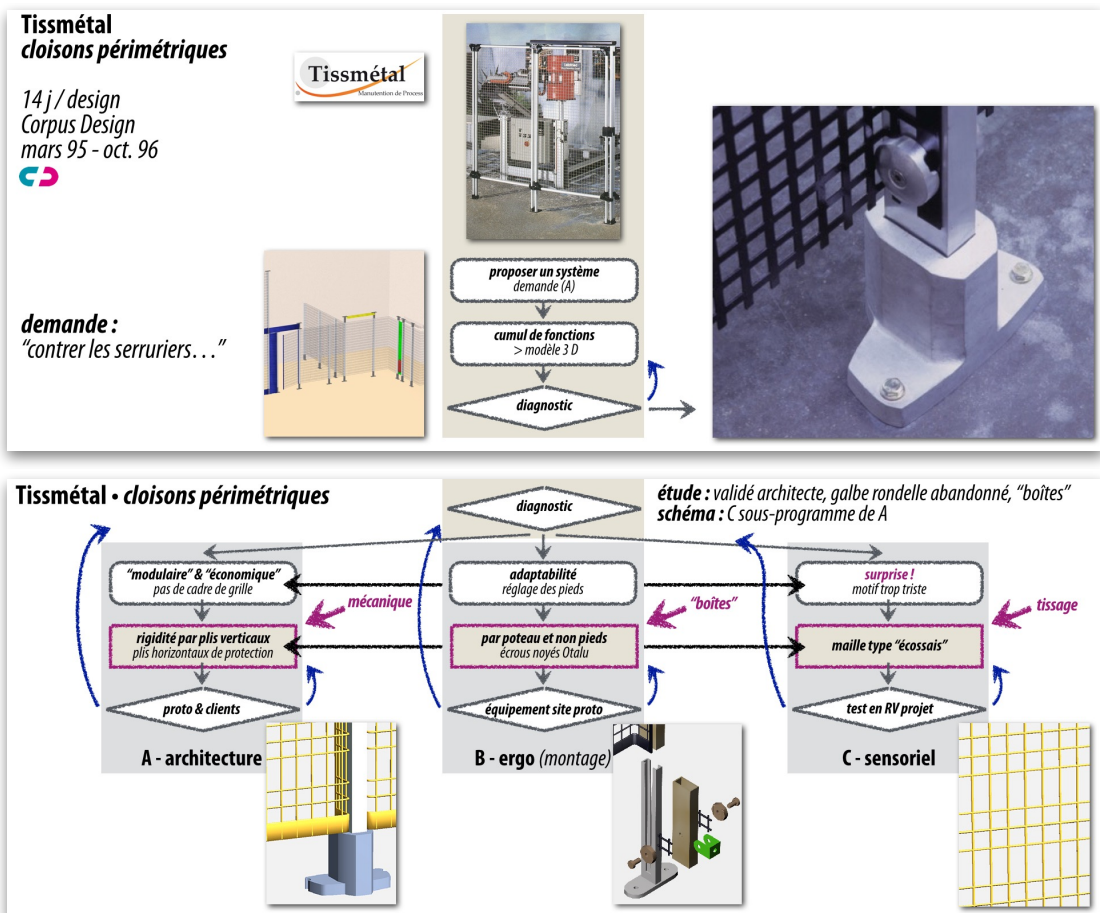 Tissmétal
cloisons périmétriques
14 j / design
Corpus Design
mars 95 - oct. 96
Tissmétal
Manutention de Process
demande :
“contrer les serruriers…”
proposer un système
demande (A)
cumul de fonctions
> modèle 3 D
diagnostic
Tissmétal • cloisons périmétriques
diagnostic
étude : validé architecte, galbe rondelle abandonné, “boîtes”
schéma : C sous-programme de A
“modulaire” & “économique”
pas de cadre de grille
mécanique
rigidité par plis verticaux
plis horizontaux de protection
proto & clients
A - architecture
adaptabilité
réglage des pieds
“boîtes”
par poteau et non pieds
écrous noyés Otalu
équipement site proto
B - ergo (montage)
surprise !
motif trop triste
tissage
maille type “écossais”
test en RV projet
C - sensoriel